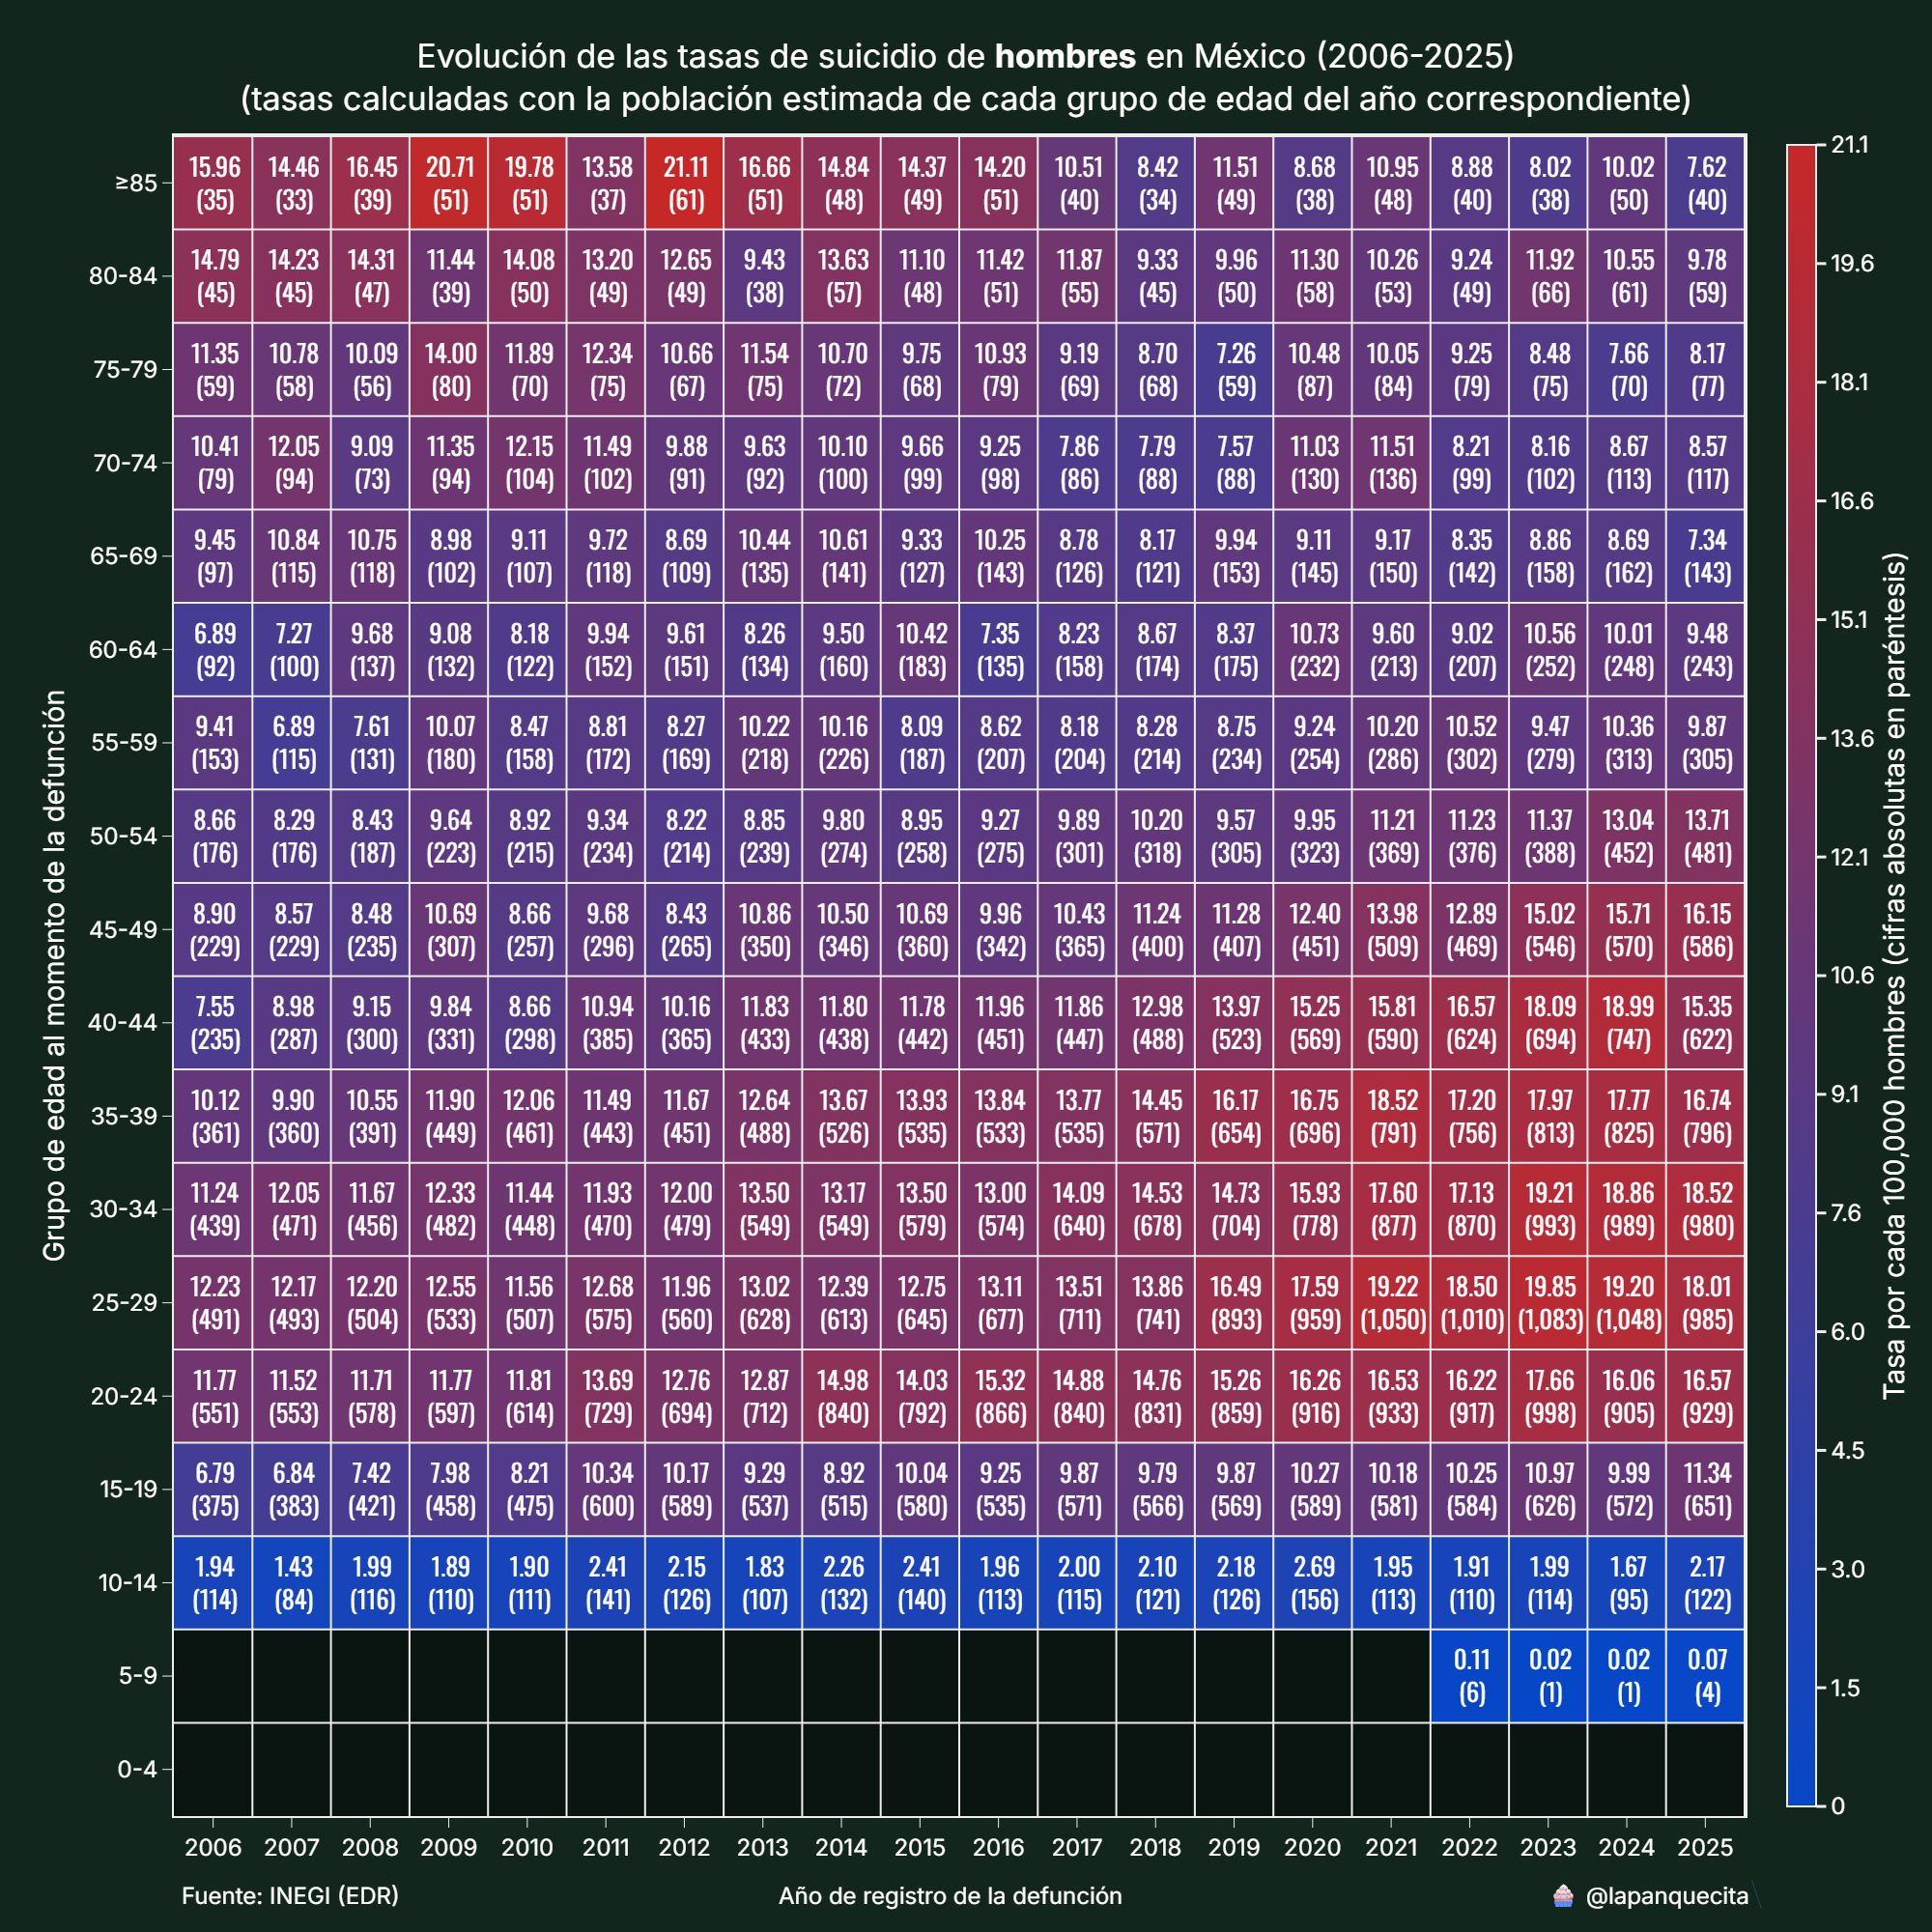 Evolución de las tasas de suicidio de hombres en México (2006-2025)
(tasas calculadas con la población estimada de cada grupo de edad del año correspondiente)
Grupo de edad al momento de la defunción
≥85 15.96 14.46 16.45 20.71 19.78 13.58 21.11 16.66 14.84 14.37 14.20 10.51 8.42 11.51 8.68 10.95 8.88 8.02 10.02 7.62
(35) (33) (39) (51) (51) (37) (61) (51) (48) (49) (51) (40) (34) (49) (38) (48) (40) (38) (50) (40)
80-84 14.79 14.23 14.31 11.44 14.08 13.20 12.65 9.43 13.63 11.10 11.42 11.87 9.33 9.96 11.30 10.26 9.24 11.92 10.55 9.78
(45) (45) (47) (39) (50) (49) (49) (38) (57) (48) (51) (55) (45) (50) (58) (53) (49) (66) (61) (59)
75-79 11.35 10.78 10.09 14.00 11.89 12.34 10.66 11.54 10.70 9.75 10.93 9.19 8.70 7.26 10.48 10.05 9.25 8.48 7.66 8.17
(59) (58) (56) (80) (70) (75) (67) (75) (72) (68) (79) (69) (68) (59) (87) (84) (79) (75) (70) (77)
70-74 10.41 12.05 9.09 11.35 12.15 11.49 9.88 9.63 10.10 9.66 9.25 7.86 7.79 7.57 11.03 11.51 8.21 8.16 8.67 8.57
(79) (94) (73) (94) (104) (102) (91) (92) (100) (99) (98) (86) (88) (88) (130) (136) (99) (102) (113) (117)
65-69 9.45 10.84 10.75 8.98 9.11 9.72 8.69 10.44 10.61 9.33 10.25 8.78 8.17 9.94 9.11 9.17 8.35 8.86 8.69 7.34
(97) (115) (118) (102) (107) (118) (109) (135) (141) (127) (143) (126) (121) (153) (145) (150) (142) (158) (162) (143)
60-64 6.89 7.27 9.68 9.08 8.18 9.94 9.61 8.26 9.50 10.42 7.35 8.23 8.67 8.37 10.73 9.60 9.02 10.56 10.01 9.48
(92) (100) (137) (132) (122) (152) (151) (134) (160) (183) (135) (158) (174) (175) (232) (213) (207) (252) (248) (243)
55-59 9.41 6.89 7.61 10.07 8.47 8.81 8.27 10.22 10.16 8.09 8.62 8.18 8.28 8.75 9.24 10.20 10.52 9.47 10.36 9.87
(153) (115) (131) (180) (158) (172) (169) (218) (226) (187) (207) (204) (214) (234) (254) (286) (302) (279) (313) (305)
50-54 8.66 8.29 8.43 9.64 8.92 9.34 8.22 8.85 9.80 8.95 9.27 9.89 10.20 9.57 9.95 11.21 11.23 11.37 13.04 13.71
(176) (176) (187) (223) (215) (234) (214) (239) (274) (258) (275) (301) (318) (305) (323) (369) (376) (388) (452) (481)
45-49 8.90 8.57 8.48 10.69 8.66 9.68 8.43 10.86 10.50 10.69 9.96 10.43 11.24 11.28 12.40 13.98 12.89 15.02 15.71 16.15
(229) (229) (235) (307) (257) (296) (265) (350) (346) (360) (342) (365) (400) (407) (451) (509) (469) (546) (570) (586)
40-44 7.55 8.98 9.15 9.84 8.66 10.94 10.16 11.83 11.80 11.78 11.96 11.86 12.98 13.97 15.25 15.81 16.57 18.09 18.99 15.35
(235) (287) (300) (331) (298) (385) (365) (433) (438) (442) (451) (447) (488) (523) (569) (590) (624) (694) (747) (622)
35-39 10.12 9.90 10.55 11.90 12.06 11.49 11.67 12.64 13.67 13.93 13.84 13.77 14.45 16.17 16.75 18.52 17.20 17.97 17.77 16.74
(361) (360) (391) (449) (461) (443) (451) (488) (526) (535) (533) (535) (571) (654) (696) (791) (756) (813) (825) (796)
30-34 11.24 12.05 11.67 12.33 11.44 11.93 12.00 13.50 13.17 13.50 13.00 14.09 14.53 14.73 15.93 17.60 17.13 19.21 18.86 18.52
(439) (471) (456) (482) (448) (470) (479) (549) (549) (579) (574) (640) (678) (704) (778) (877) (870) (993) (989) (980)
25-29 12.23 12.17 12.20 12.55 11.56 12.68 11.96 13.02 12.39 12.75 13.11 13.51 13.86 16.49 17.59 19.22 18.50 19.85 19.20 18.01
(491) (493) (504) (533) (507) (575) (560) (628) (613) (645) (677) (711) (741) (893) (959) (1,050) (1,010) (1,083) (1,048) (985)
20-24 11.77 11.52 11.71 11.77 11.81 13.69 12.76 12.87 14.98 14.03 15.32 14.88 14.76 15.26 16.26 16.53 16.22 17.66 16.06 16.57
(551) (553) (578) (597) (614) (729) (694) (712) (840) (792) (866) (840) (831) (859) (916) (933) (917) (998) (905) (929)
15-19 6.79 6.84 7.42 7.98 8.21 10.34 10.17 9.29 8.92 10.04 9.25 9.87 9.79 9.87 10.27 10.18 10.25 10.97 9.99 11.34
(375) (383) (421) (458) (475) (600) (589) (537) (515) (580) (535) (571) (566) (569) (589) (581) (584) (626) (572) (651)
10-14 1.94 1.43 1.99 1.89 1.90 2.41 2.15 1.83 2.26 2.41 1.96 2.00 2.10 2.18 2.69 1.95 1.91 1.99 1.67 2.17
(114) (84) (116) (110) (111) (141) (126) (107) (132) (140) (113) (115) (121) (126) (156) (113) (110) (114) (95) (122)
5-9 0.11 0.02 0.02 0.07
(6) (1) (1) (4)
0-4
2006 2007 2008 2009 2010 2011 2012 2013 2014 2015 2016 2017 2018 2019 2020 2021 2022 2023 2024 2025
21.1
19.6
18.1
16.6
15.1
13.6
12.1
10.6
9.1
7.6
6.0
4.5
3.0
1.5
0
Tasa por cada 100,000 hombres (cifras absolutas en paréntesis)
Fuente: INEGI (EDR) Año de registro de la defunción @lapanquecita